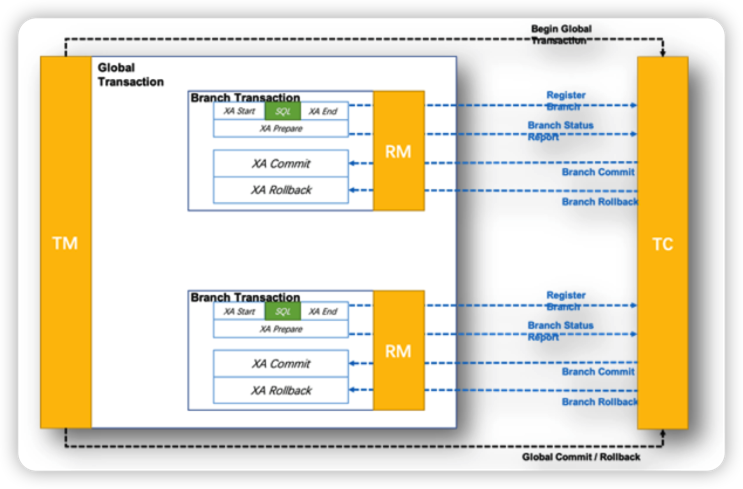 Begin Global
Transaction
Global
Transaction
TM
Branch Transaction
XA Start
SQL
XA End
XA Prepare
XA Commit
XA Rollback
RM
Register
Branch
Branch Status
Report
Branch Commit
Branch Rollback
TC
Branch Transaction
XA Start
SQL
XA End
XA Prepare
XA Commit
XA Rollback
RM
Register
Branch
Branch Status
Report
Branch Commit
Branch Rollback
Global Commit / Rollback